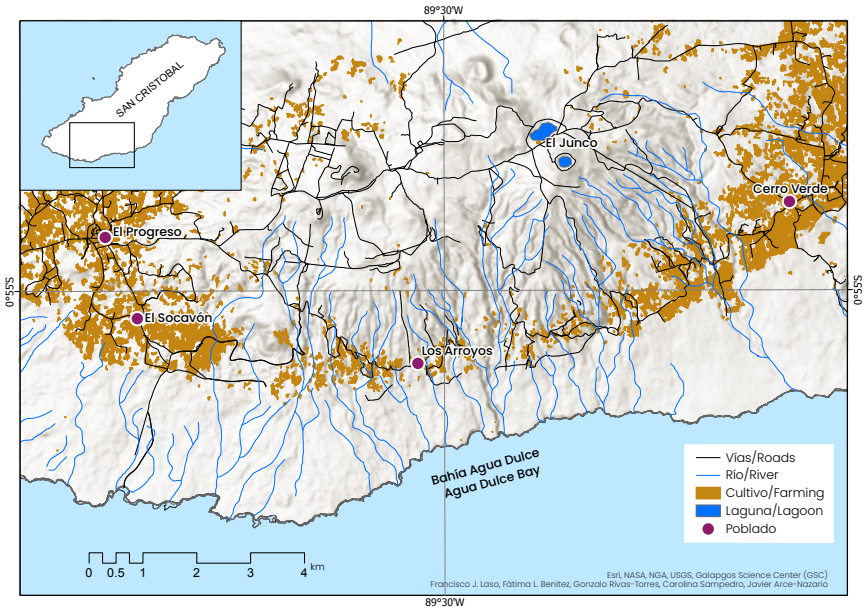 89°30'W
SAN CRISTOBAL
El Junco
Cerro Verde
El Progreso
0°55'S
0°55'S
El Socavón
Los Arroyos
Bahía Agua Dulce
Agua Dulce Bay
Vías/Roads
Río/River
Cultivo/Farming
Laguna/Lagoon
Poblado
0 0.5 1 2 3 4 km
Esri, NASA, NGA, USGS, Galapgos Science Center (GSC)
Francisco J. Laso, Fátima L. Benitez, Gonzalo Rivas-Torres, Carolina Sampedro, Javier Arce-Nazario
89°30'W